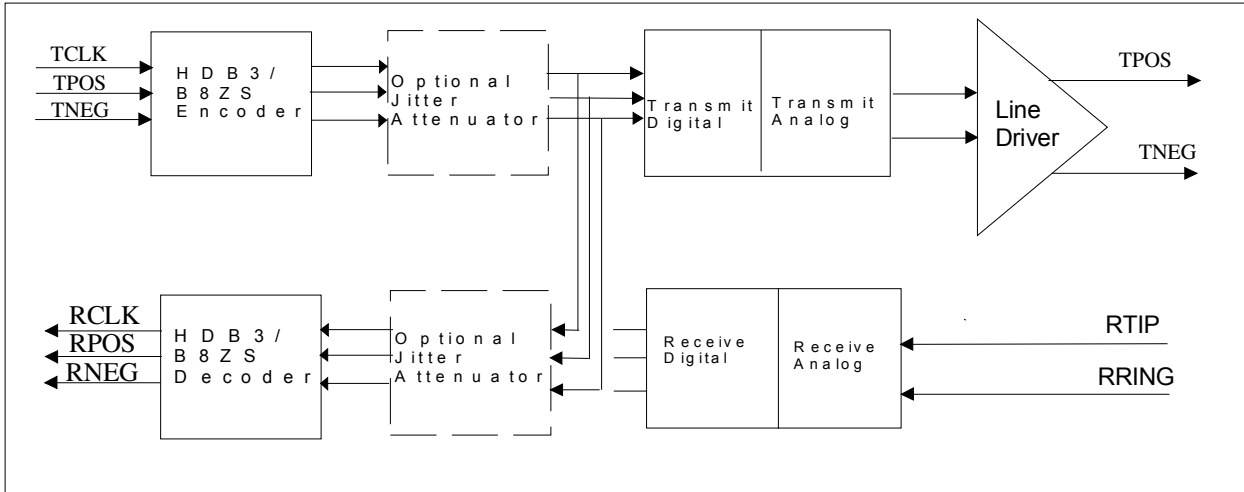 TCLK
TPOS
TNEG
HDB3/
B8ZS
Encoder
Optional
Jitter
Attenuator
Transmit
Digital
Transmit
Analog
Line
Driver
TPOS
TNEG
RCLK
RPOS
RNEG
HDB3/
B8ZS
Decoder
Optional
Jitter
Attenuator
Receive
Digital
Receive
Analog
RTIP
RRING